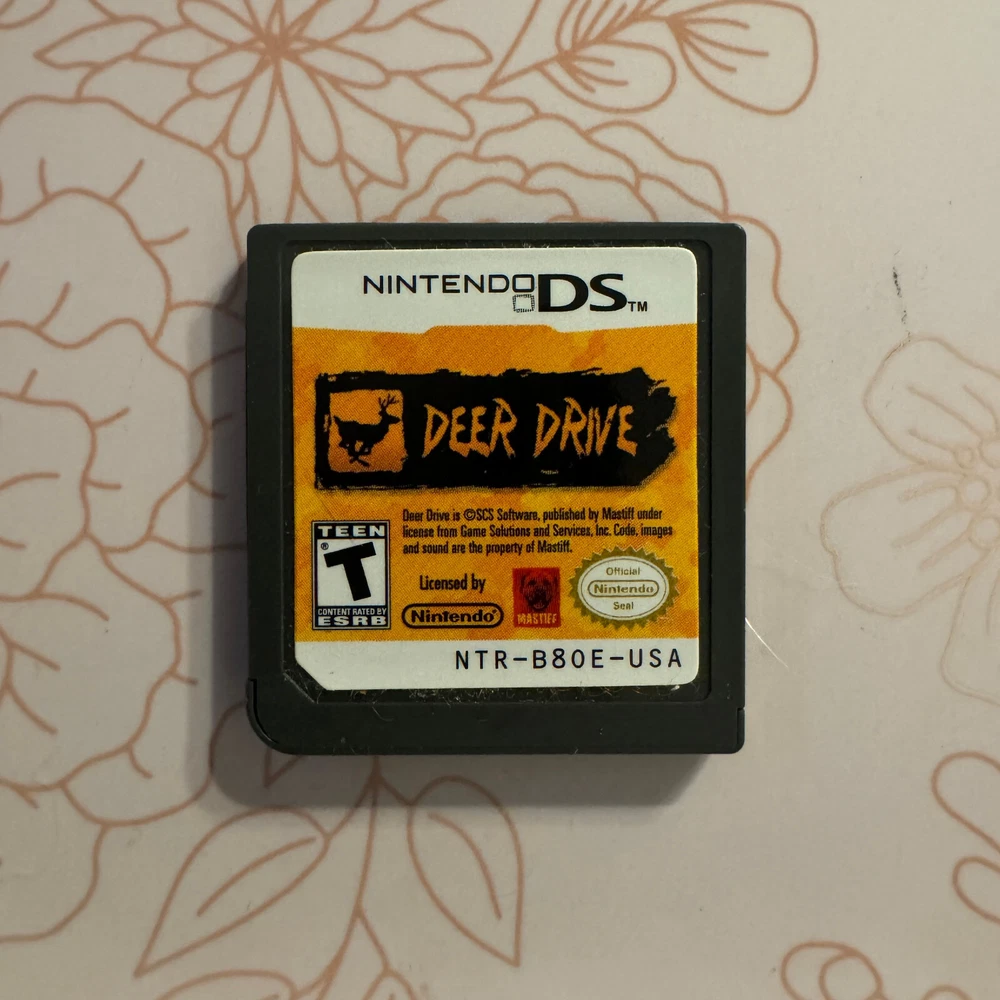 NINTENDO DS™
DEER DRIVE
Deer Drive is ©SCS Software, published by Mastiff under
license from Game Solutions and Services, Inc. Code, images
and sound are the property of Mastiff.
TEEN
®
T
CONTENT RATED BY
ESRB
Licensed by
Nintendo®
MASTIFF
Official
Nintendo
Seal
NTR-B8OE-USA